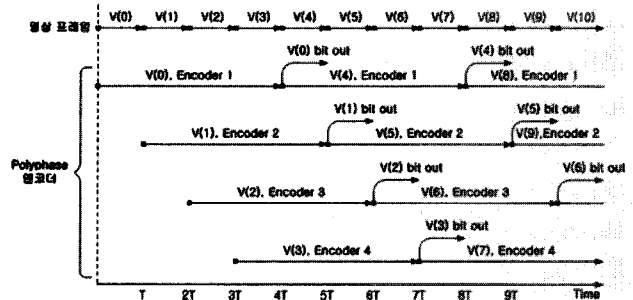 영상 프레임
V(0) V(1) V(2) V(3) V(4) V(5) V(6) V(7) V(8) V(9) V(10)
V(0) bit out V(4) bit out
V(0), Encoder 1 V(4), Encoder 1 V(8), Encoder 1
V(1) bit out V(5) bit out
V(1), Encoder 2 V(5), Encoder 2 V(9),Encoder 2
Polyphase
엔코더
V(2) bit out V(6) bit out
V(2), Encoder 3 V(6), Encoder 3
V(3) bit out
V(3), Encoder 4 V(7), Encoder 4
T 2T 3T 4T 5T 6T 7T 8T 9T Time